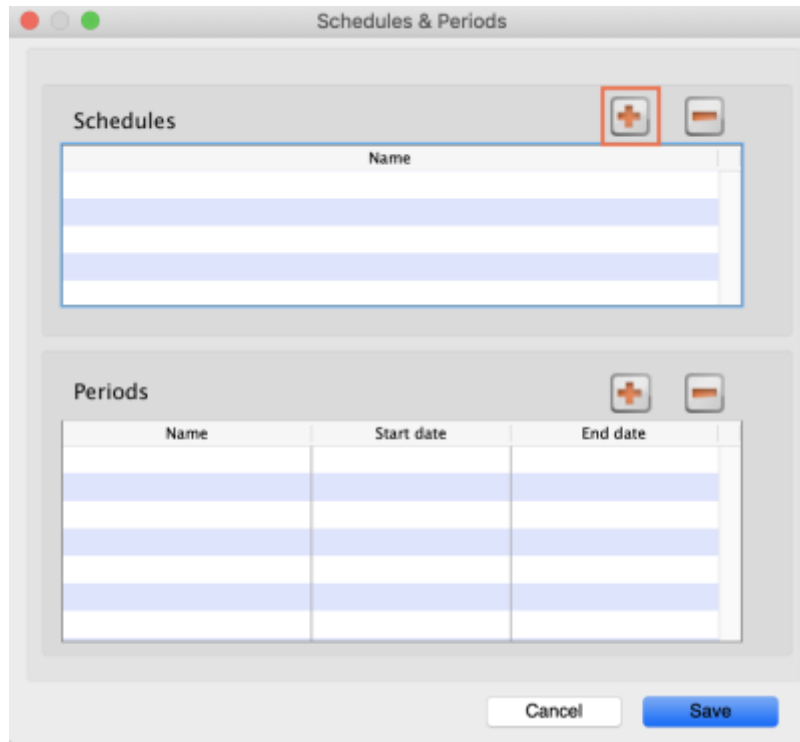 Schedules & Periods
Schedules
Name
Periods
Name Start date End date
Cancel Save